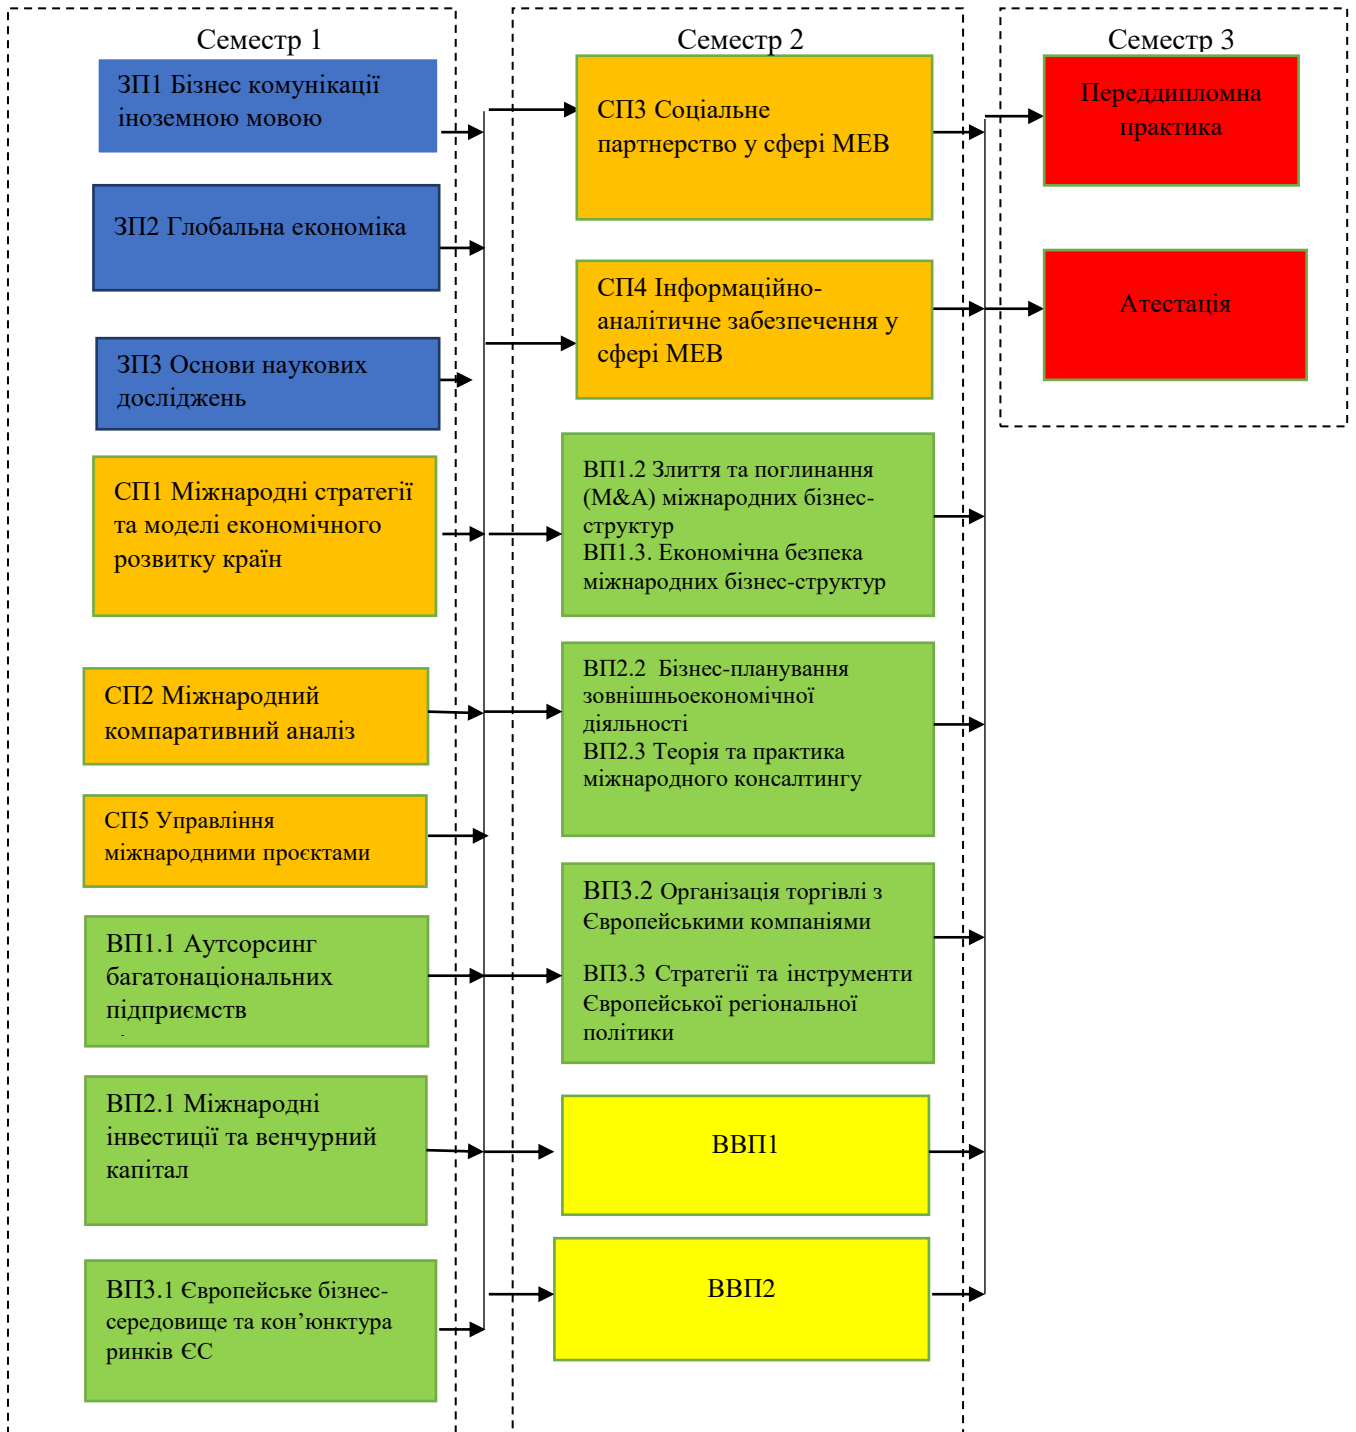 Семестр 1
ЗП1 Бізнес комунікації
іноземною мовою
ЗП2 Глобальна економіка
ЗП3 Основи наукових
досліджень
СП1 Міжнародні стратегії
та моделі економічного
розвитку країн
СП2 Міжнародний
компаративний аналіз
СП5 Управління
міжнародними проєктами
ВП1.1 Аутсорсинг
багатонаціональних
підприємств
ВП2.1 Міжнародні
інвестиції та венчурний
капітал
ВП3.1 Європейське бізнес-
середовище та кон’юнктура
ринків ЄС
Семестр 2
СП3 Соціальне
партнерство у сфері МЕВ
СП4 Інформаційно-
аналітичне забезпечення у
сфері МЕВ
ВП1.2 Злиття та поглинання
(M&A) міжнародних бізнес-
структур
ВП1.3. Економічна безпека
міжнародних бізнес-структур
ВП2.2 Бізнес-планування
зовнішньоекономічної
діяльності
ВП2.3 Теорія та практика
міжнародного консалтингу
ВП3.2 Організація торгівлі з
Європейськими компаніями
ВП3.3 Стратегії та інструменти
Європейської регіональної
політики
ВВП1
ВВП2
Семестр 3
Переддипломна
практика
Атестація